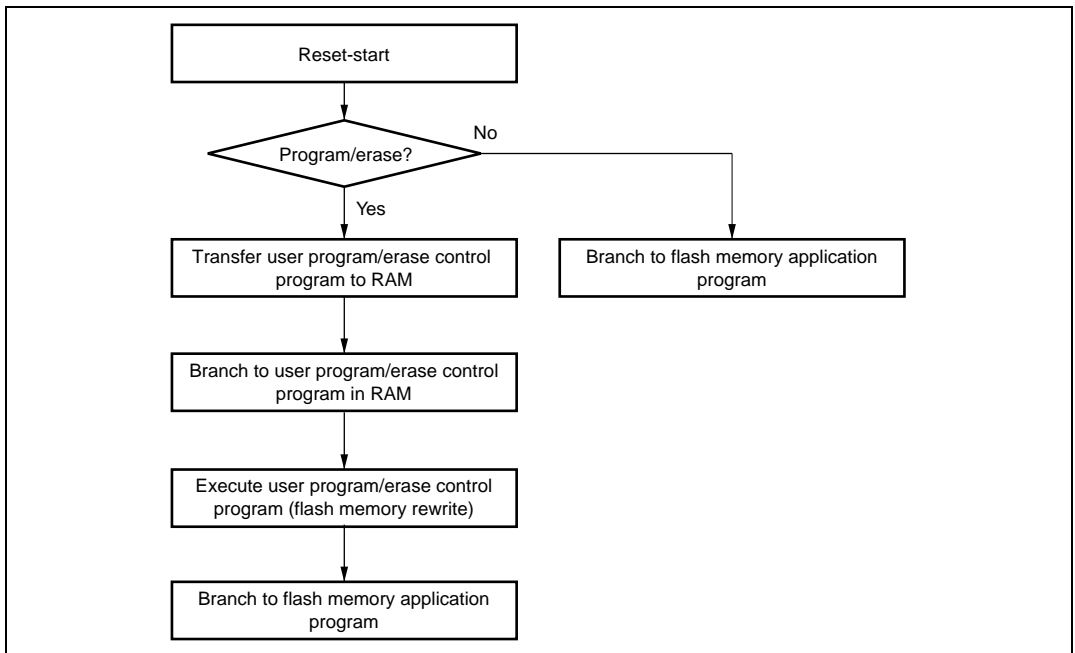 Reset-start
No
Program/erase?
Yes
Transfer user program/erase control
program to RAM
Branch to flash memory application
program
Branch to user program/erase control
program in RAM
Execute user program/erase control
program (flash memory rewrite)
Branch to flash memory application
program